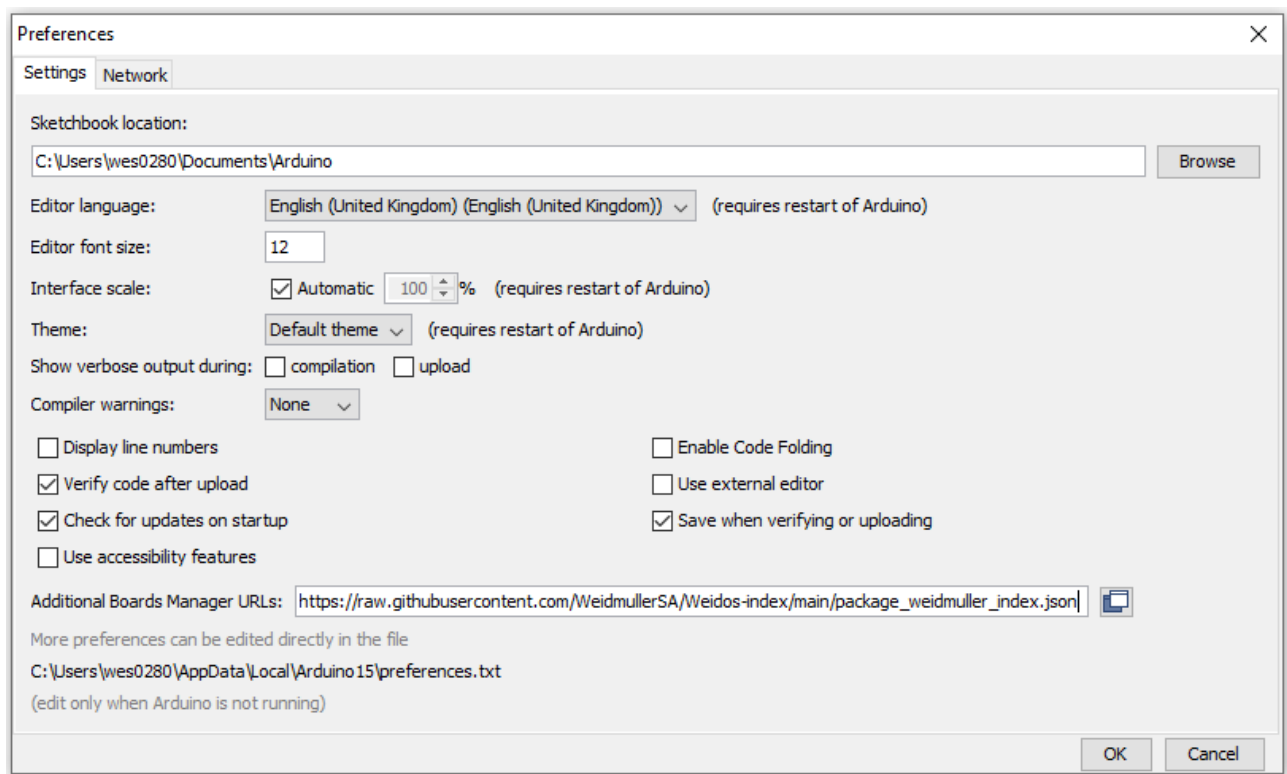 Preferences
Settings Network
Sketchbook location:
C:\Users\wes0280\Documents\Arduino Browse
Editor language: English (United Kingdom) (English (United Kingdom)) (requires restart of Arduino)
Editor font size: 12
Interface scale: Automatic 100 % (requires restart of Arduino)
Theme: Default theme (requires restart of Arduino)
Show verbose output during: compilation upload
Compiler warnings: None
Display line numbers Enable Code Folding
Verify code after upload Use external editor
Check for updates on startup Save when verifying or uploading
Use accessibility features
Additional Boards Manager URLs: https://raw.githubusercontent.com/WeidmullerSA/Weidos-index/main/package_weidmuller_index.json
More preferences can be edited directly in the file
C:\Users\wes0280\AppData\Local\Arduino15\preferences.txt
(edit only when Arduino is not running)
OK Cancel